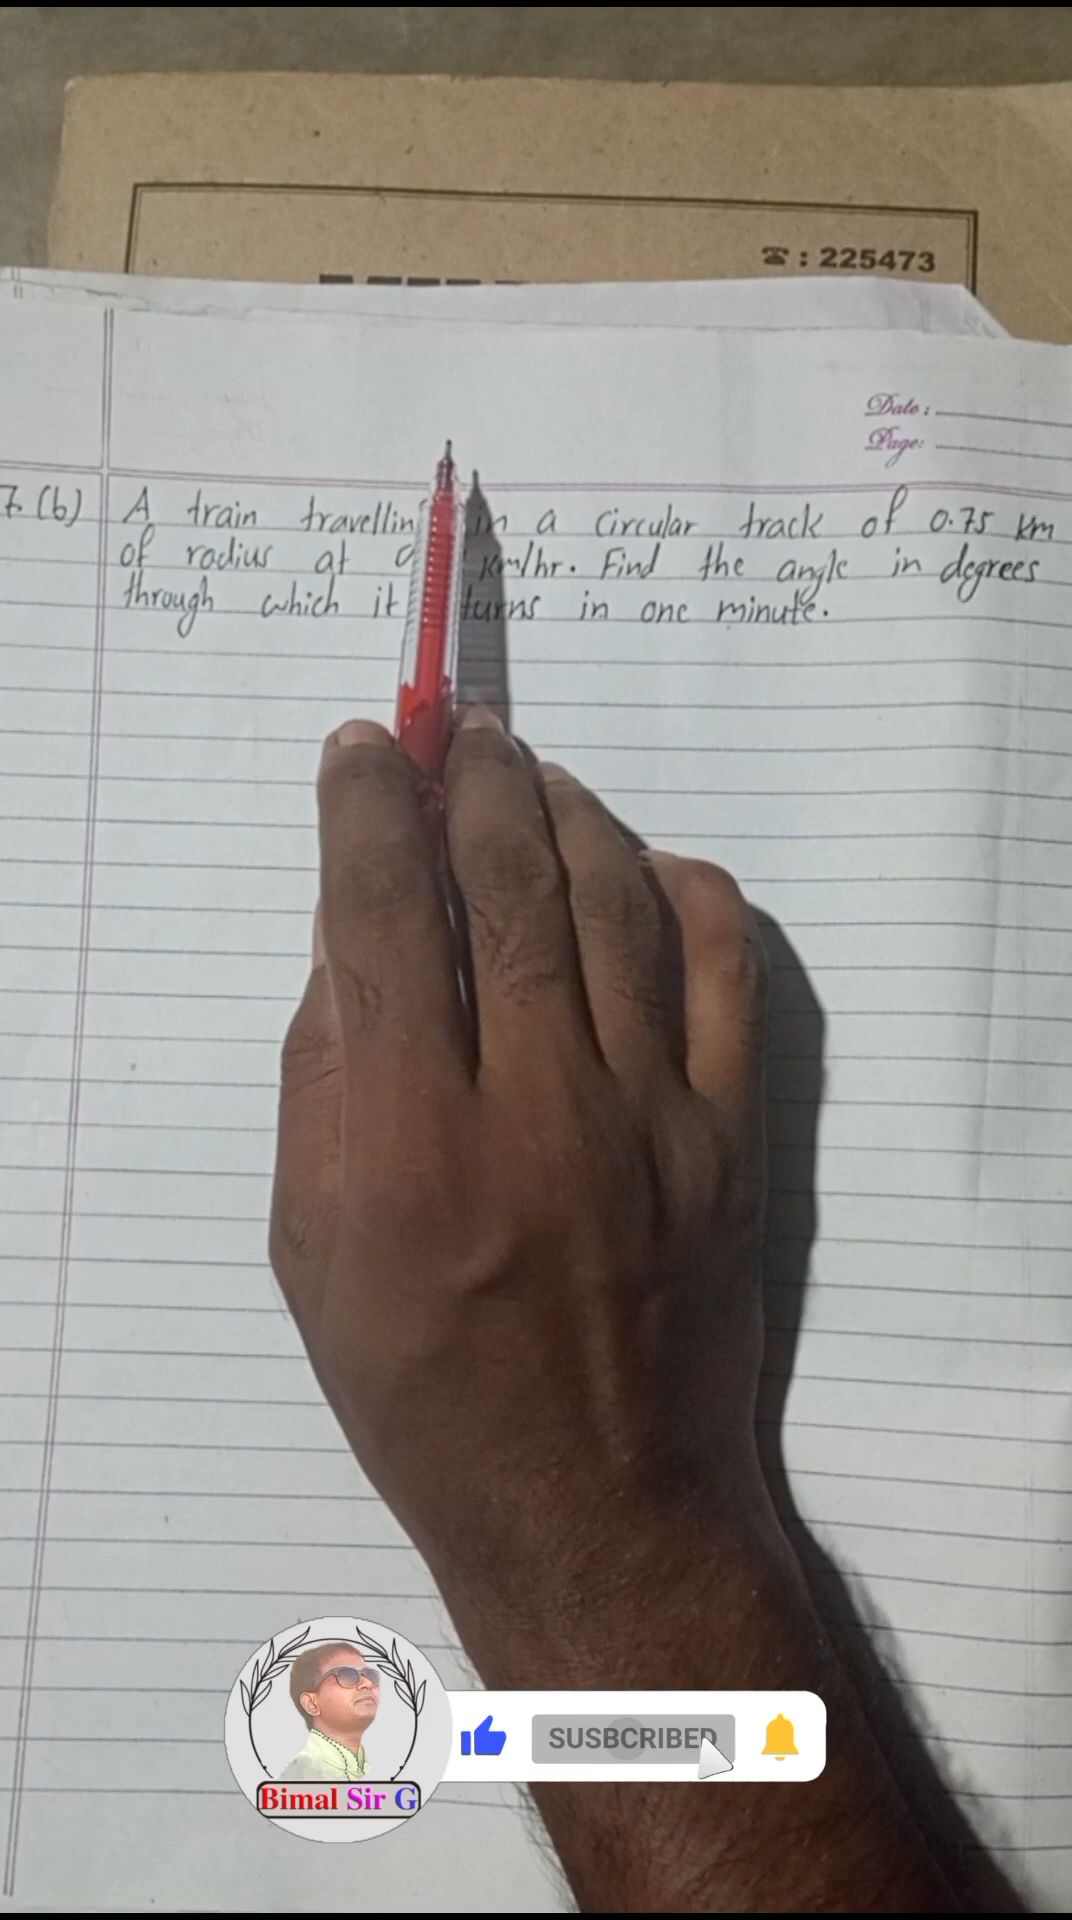 ☎ : 225473
Date :
Page:
7. (b) A train travelling in a circular track of 0.75 km
of radius at km/hr. Find the angle in degrees
through which it turns in one minute.
SUSBCRIBED
Bimal Sir G